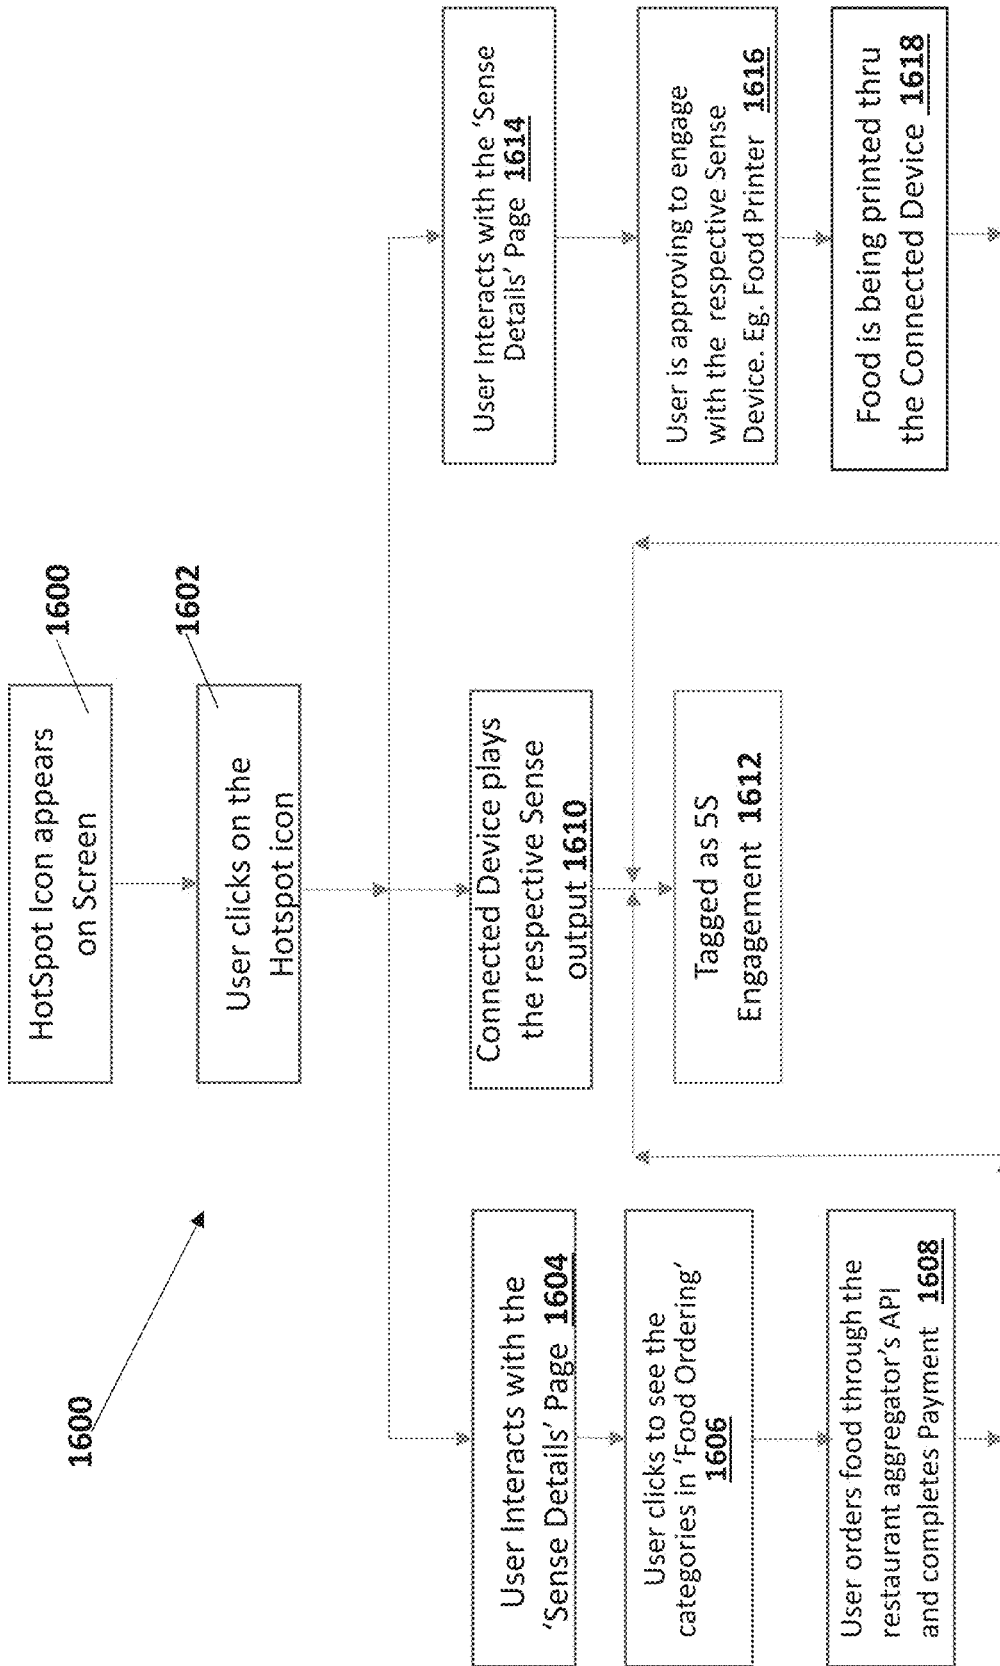 HotSpot Icon appears
on Screen
1600
User clicks on the
Hotspot icon
1602
1600
User Interacts with the
‘Sense Details’ Page 1604
User clicks to see the
categories in ‘Food Ordering’
1606
User orders food through the
restaurant aggregator’s API
and completes Payment 1608
Connected Device plays
the respective Sense
output 1610
Tagged as 5S
Engagement 1612
User Interacts with the ‘Sense
Details’ Page 1614
User is approving to engage
with the respective Sense
Device. Eg. Food Printer 1616
Food is being printed thru
the Connected Device 1618